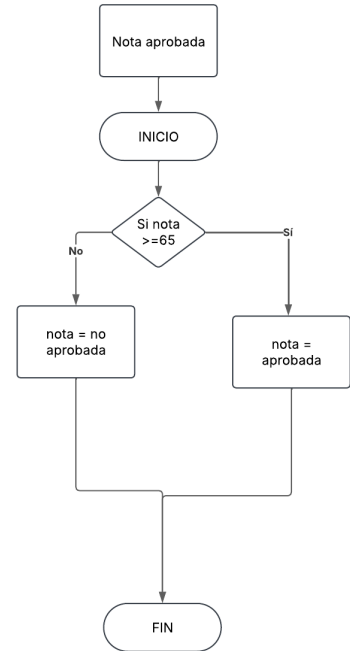 Nota aprobada
INICIO
Si nota
>=65
No
Sí
nota = no
aprobada
nota =
aprobada
FIN